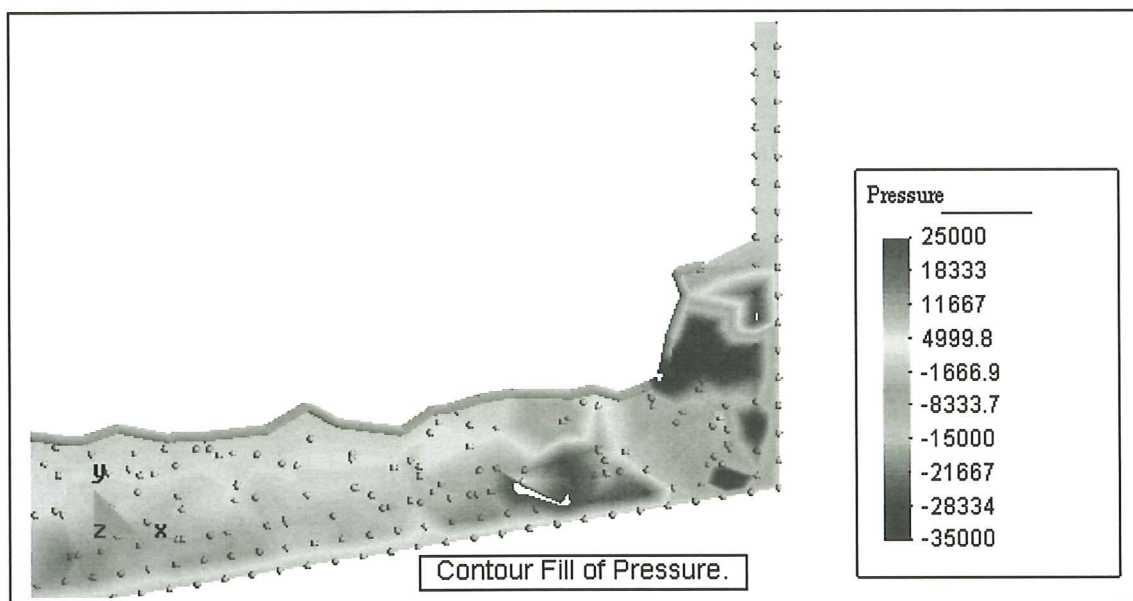 Pressure
25000
18333
11667
4999.8
-1666.9
-8333.7
-15000
-21667
-28334
-35000
y
z x
Contour Fill of Pressure.